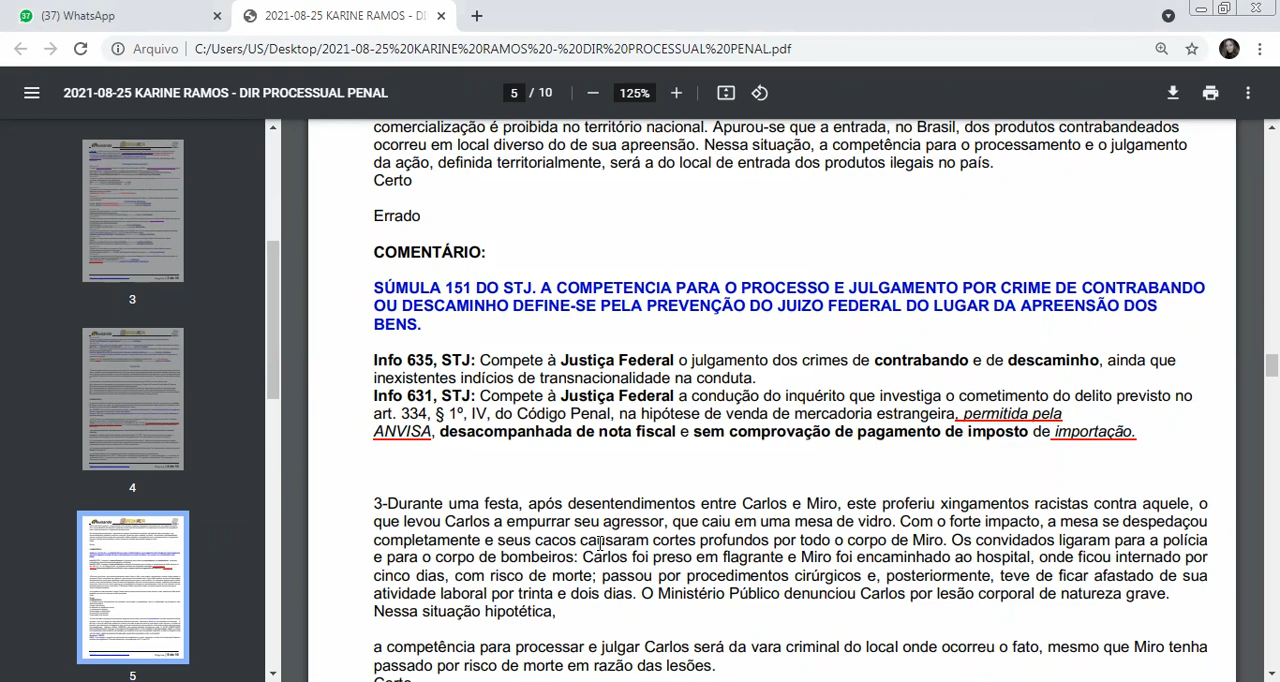 37
(37) WhatsApp
2021-08-25 KARINE RAMOS - DI
Arquivo
C:/Users/US/Desktop/2021-08-25%20KARINE%20RAMOS%20-%20DIR%20PROCESSUAL%20PENAL.pdf
2021-08-25 KARINE RAMOS - DIR PROCESSUAL PENAL
5 / 10
125%
3
4
5
comercialização é proibida no território nacional. Apurou-se que a entrada, no Brasil, dos produtos contrabandeados
ocorreu em local diverso do de sua apreensão. Nessa situação, a competência para o processamento e o julgamento
da ação, definida territorialmente, será a do local de entrada dos produtos ilegais no país.
Certo
Errado
COMENTÁRIO:
SÚMULA 151 DO STJ. A COMPETENCIA PARA O PROCESSO E JULGAMENTO POR CRIME DE CONTRABANDO
OU DESCAMINHO DEFINE-SE PELA PREVENÇÃO DO JUIZO FEDERAL DO LUGAR DA APREENSÃO DOS
BENS.
Info 635, STJ: Compete à Justiça Federal o julgamento dos crimes de contrabando e de descaminho, ainda que
inexistentes indícios de transnacionalidade na conduta.
Info 631, STJ: Compete à Justiça Federal a condução do inquérito que investiga o cometimento do delito previsto no
art. 334, § 1º, IV, do Código Penal, na hipótese de venda de mercadoria estrangeira, permitida pela
ANVISA, desacompanhada de nota fiscal e sem comprovação de pagamento de imposto de importação.
3-Durante uma festa, após desentendimentos entre Carlos e Miro, este proferiu xingamentos racistas contra aquele, o
que levou Carlos a empurrar seu agressor, que caiu em uma mesa de vidro. Com o forte impacto, a mesa se despedaçou
completamente e seus cacos causaram cortes profundos por todo o corpo de Miro. Os convidados ligaram para a polícia
e para o corpo de bombeiros: Carlos foi preso em flagrante e Miro foi encaminhado ao hospital, onde ficou internado por
cinco dias, com risco de morte, passou por procedimentos cirúrgicos e, posteriormente, teve de ficar afastado de sua
atividade laboral por trinta e dois dias. O Ministério Público denunciou Carlos por lesão corporal de natureza grave.
Nessa situação hipotética,
a competência para processar e julgar Carlos será da vara criminal do local onde ocorreu o fato, mesmo que Miro tenha
passado por risco de morte em razão das lesões.
Certo